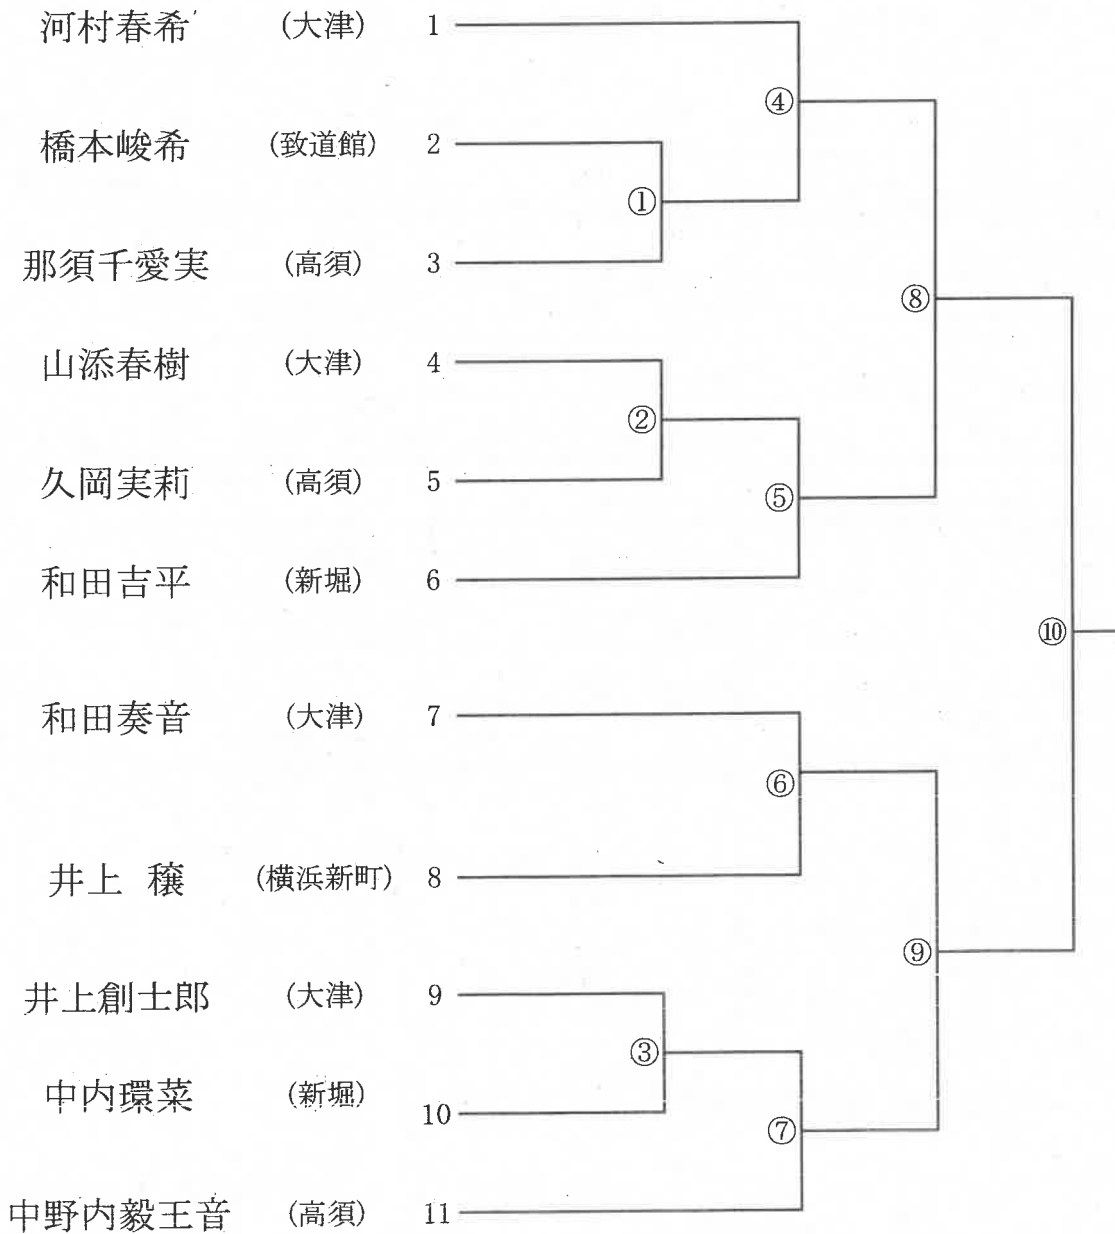 河村春希 (大津) 1
④
橋本峻希 (致道館) 2
①
那須千愛実 (高須) 3
⑧
山添春樹 (大津) 4
②
久岡実莉 (高須) 5
⑤
和田吉平 (新堀) 6
⑩
和田奏音 (大津) 7
⑥
井上 穣 (横浜新町) 8
⑨
井上創士郎 (大津) 9
③
中内環菜 (新堀) 10
⑦
中野内毅王音 (高須) 11